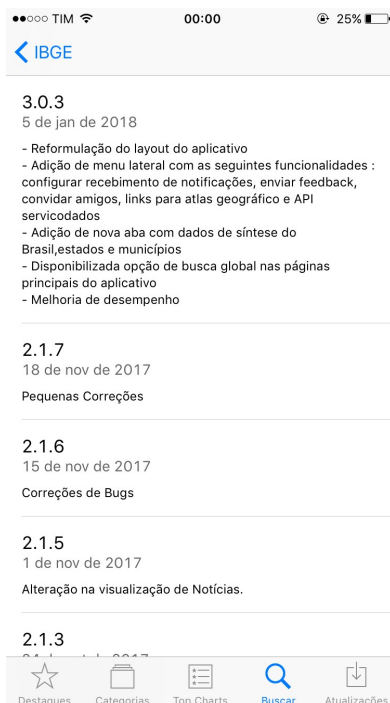 TIM 00:00 25%
IBGE
3.0.3
5 de jan de 2018
- Reformulação do layout do aplicativo
- Adição de menu lateral com as seguintes funcionalidades :
configurar recebimento de notificações, enviar feedback,
convidar amigos, links para atlas geográfico e API
servicodados
- Adição de nova aba com dados de síntese do
Brasil,estados e municípios
- Disponibilizada opção de busca global nas páginas
principais do aplicativo
- Melhoria de desempenho
2.1.7
18 de nov de 2017
Pequenas Correções
2.1.6
15 de nov de 2017
Correções de Bugs
2.1.5
1 de nov de 2017
Alteração na visualização de Notícias.
2.1.3
Destaques Categorias Top Charts Buscar Atualizações